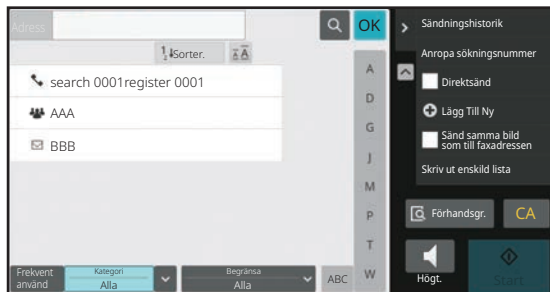 Adress
OK
Sändningshistorik
Sorter.
AA
Anropa sökningsnummer
search 0001register 0001
Direktsänd
AAA
Lägg Till Ny
BBB
Sänd samma bild
som till faxadressen
Skriv ut enskild lista
A
D
G
J
M
P
T
W
Förhandsgr.
CA
Frekvent
använd
Kategori
Alla
Begränsa
Alla
ABC
Högt.
Start